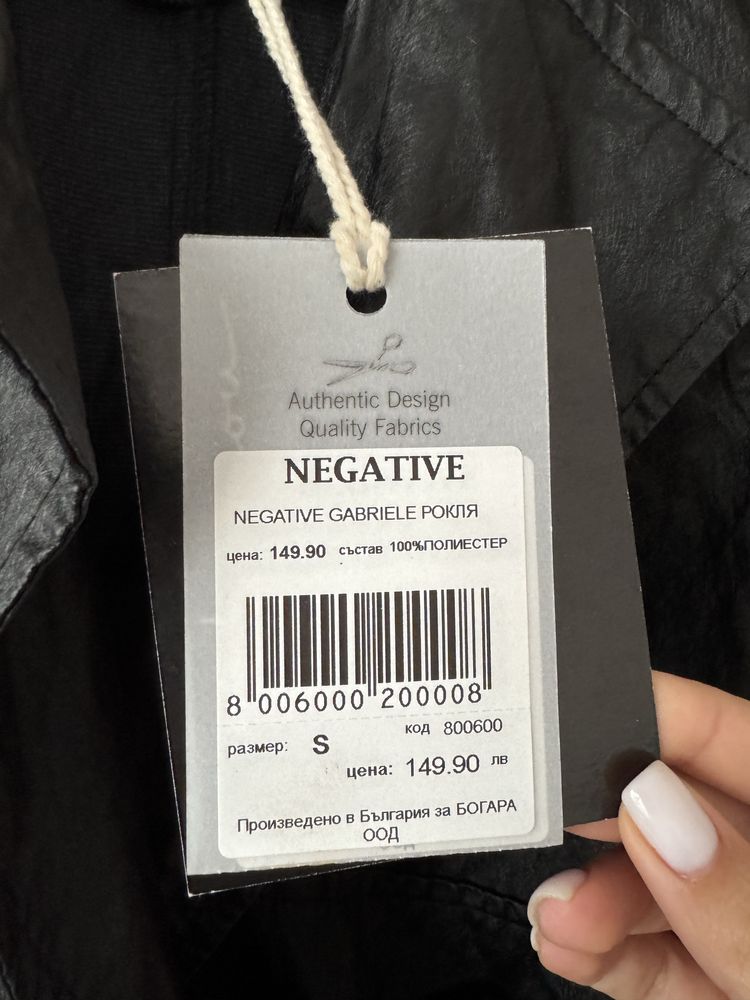 Authentic Design
Quality Fabrics
NEGATIVE
NEGATIVE GABRIELE РОКЛЯ
цена: 149.90 състав 100%ПОЛИЕСТЕР
8 006000 200008
код 800600
размер: S
цена: 149.90 лв
Произведено в България за БОГАРА
ООД